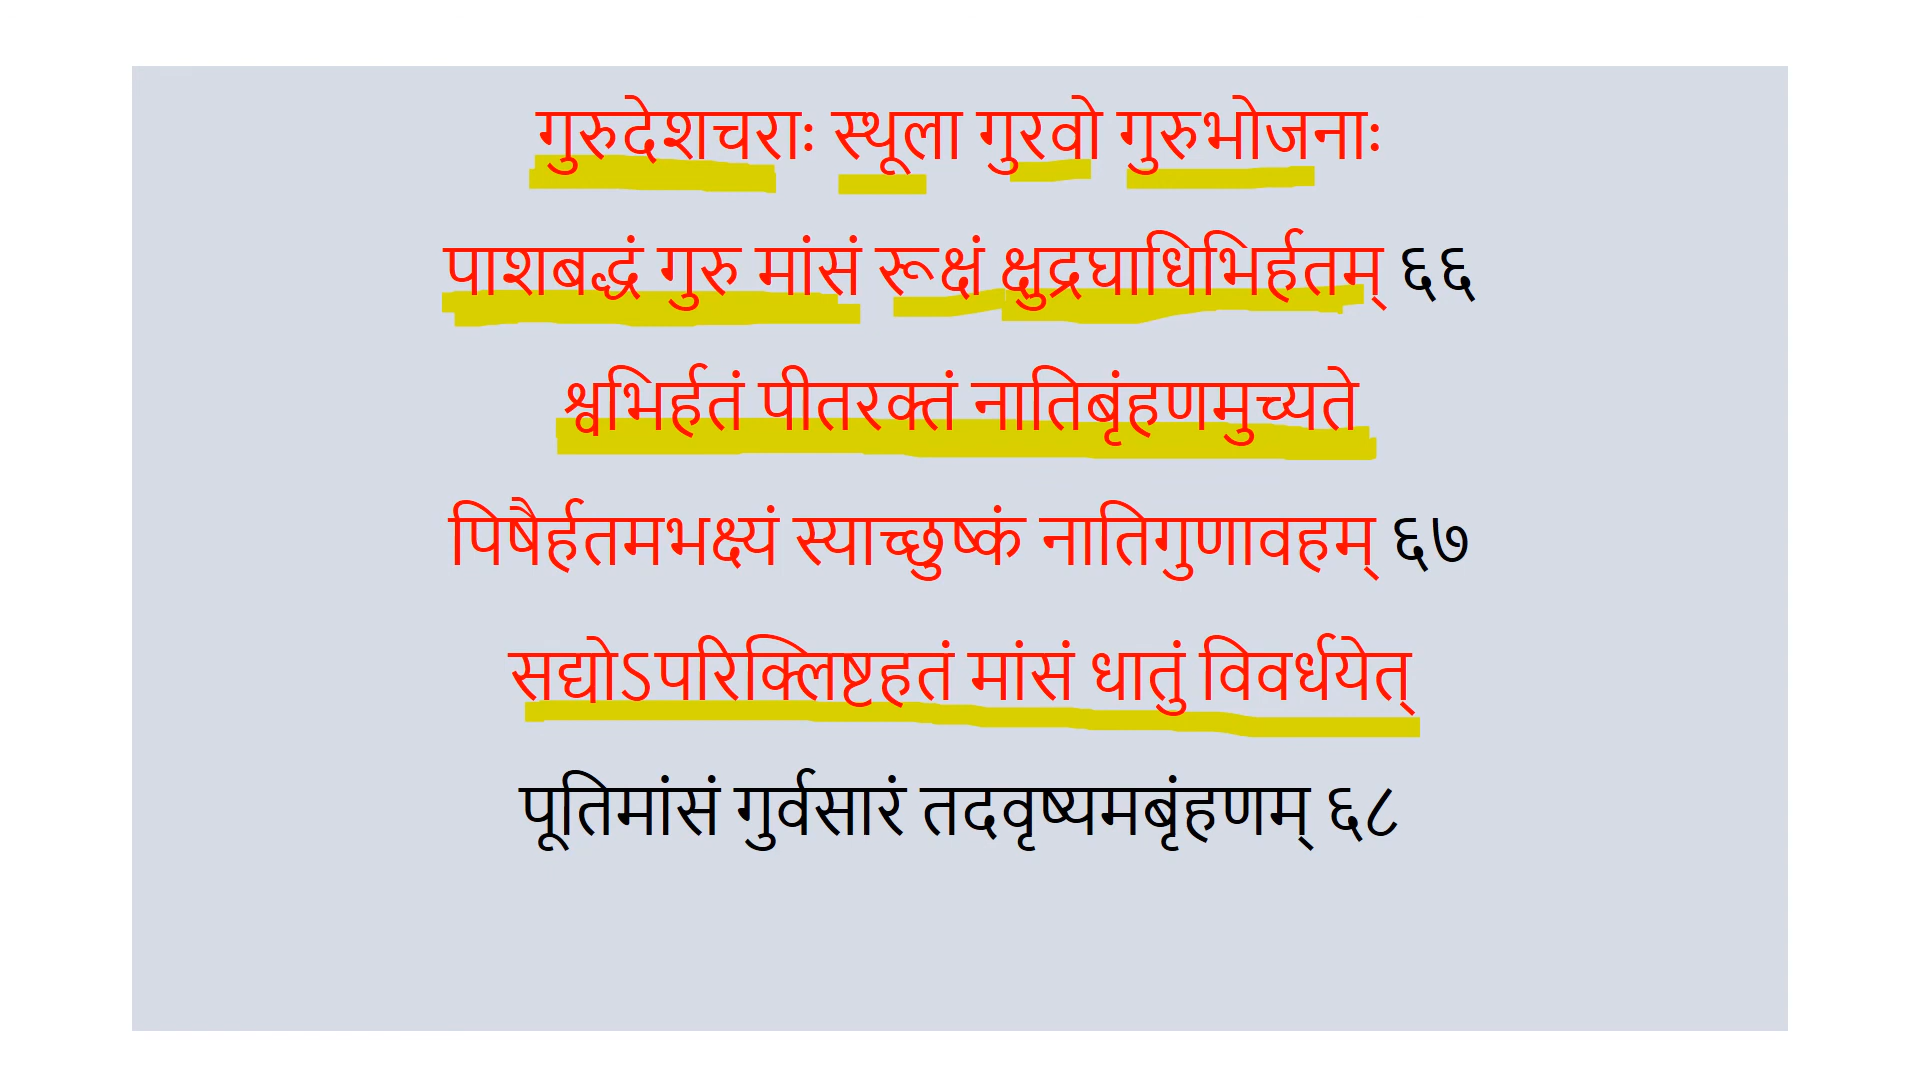 गुरुदेशचराः स्थूला गुरवो गुरुभोजनाः
पाशबद्धं गुरु मांसं रूक्षं क्षुद्रघाधिभिर्हतम् ६६
श्वभिर्हतं पीतरक्तं नातिबृंहणमुच्यते
पिषैर्हतमभक्ष्यं स्याच्छुष्कं नातिगुणावहम् ६७
सद्योऽपरिक्लिष्टहतं मांसं धातुं विवर्धयेत्
पूतिमांसं गुर्वसारं तदवृष्यमबृंहणम् ६८